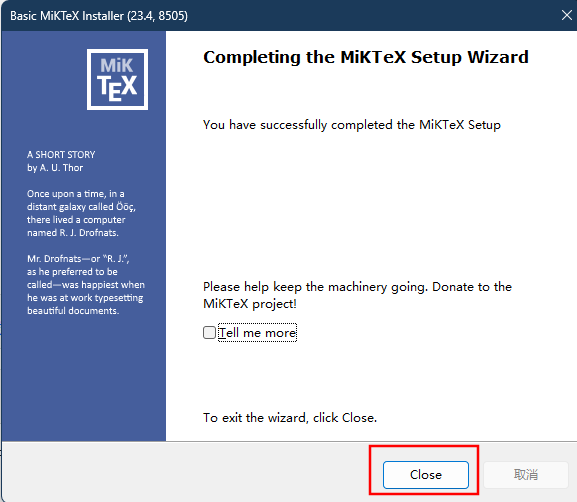 Basic MiKTeX Installer (23.4, 8505)
MiK
TEX
Completing the MiKTeX Setup Wizard
You have successfully completed the MiKTeX Setup
A SHORT STORY
by A. U. Thor
Once upon a time, in a
distant galaxy called Ööç,
there lived a computer
named R. J. Drofnats.
Mr. Drofnats—or “R. J.”,
as he preferred to be
called—was happiest when
he was at work typesetting
beautiful documents.
Please help keep the machinery going. Donate to the
MiKTeX project!
Tell me more
To exit the wizard, click Close.
Close
取消